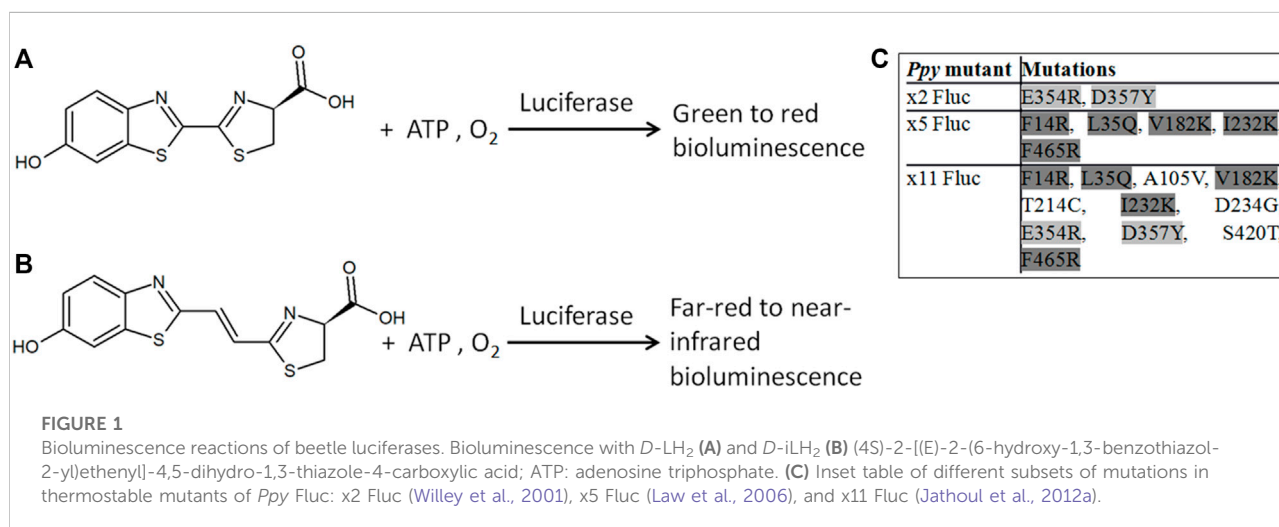 A
N
N
O
OH
S
S
HO
+ ATP , O₂
Luciferase
Green to red
bioluminescence
B
N
N
O
OH
S
S
HO
+ ATP , O₂
Luciferase
Far-red to near-
infrared
bioluminescence
C
Ppy mutant Mutations
x2 Fluc E354R, D357Y
x5 Fluc F14R, L35Q, V182K, I232K
F465R
x11 Fluc F14R, L35Q, A105V, V182K
T214C, I232K, D234G
E354R, D357Y, S420T
F465R
FIGURE 1
Bioluminescence reactions of beetle luciferases. Bioluminescence with D-LH₂ (A) and D-iLH₂ (B) (4S)-2-[(E)-2-(6-hydroxy-1,3-benzothiazol-
2-yl)ethenyl]-4,5-dihydro-1,3-thiazole-4-carboxylic acid; ATP: adenosine triphosphate. (C) Inset table of different subsets of mutations in
thermostable mutants of Ppy Fluc: x2 Fluc (Willey et al., 2001), x5 Fluc (Law et al., 2006), and x11 Fluc (Jathoul et al., 2012a).